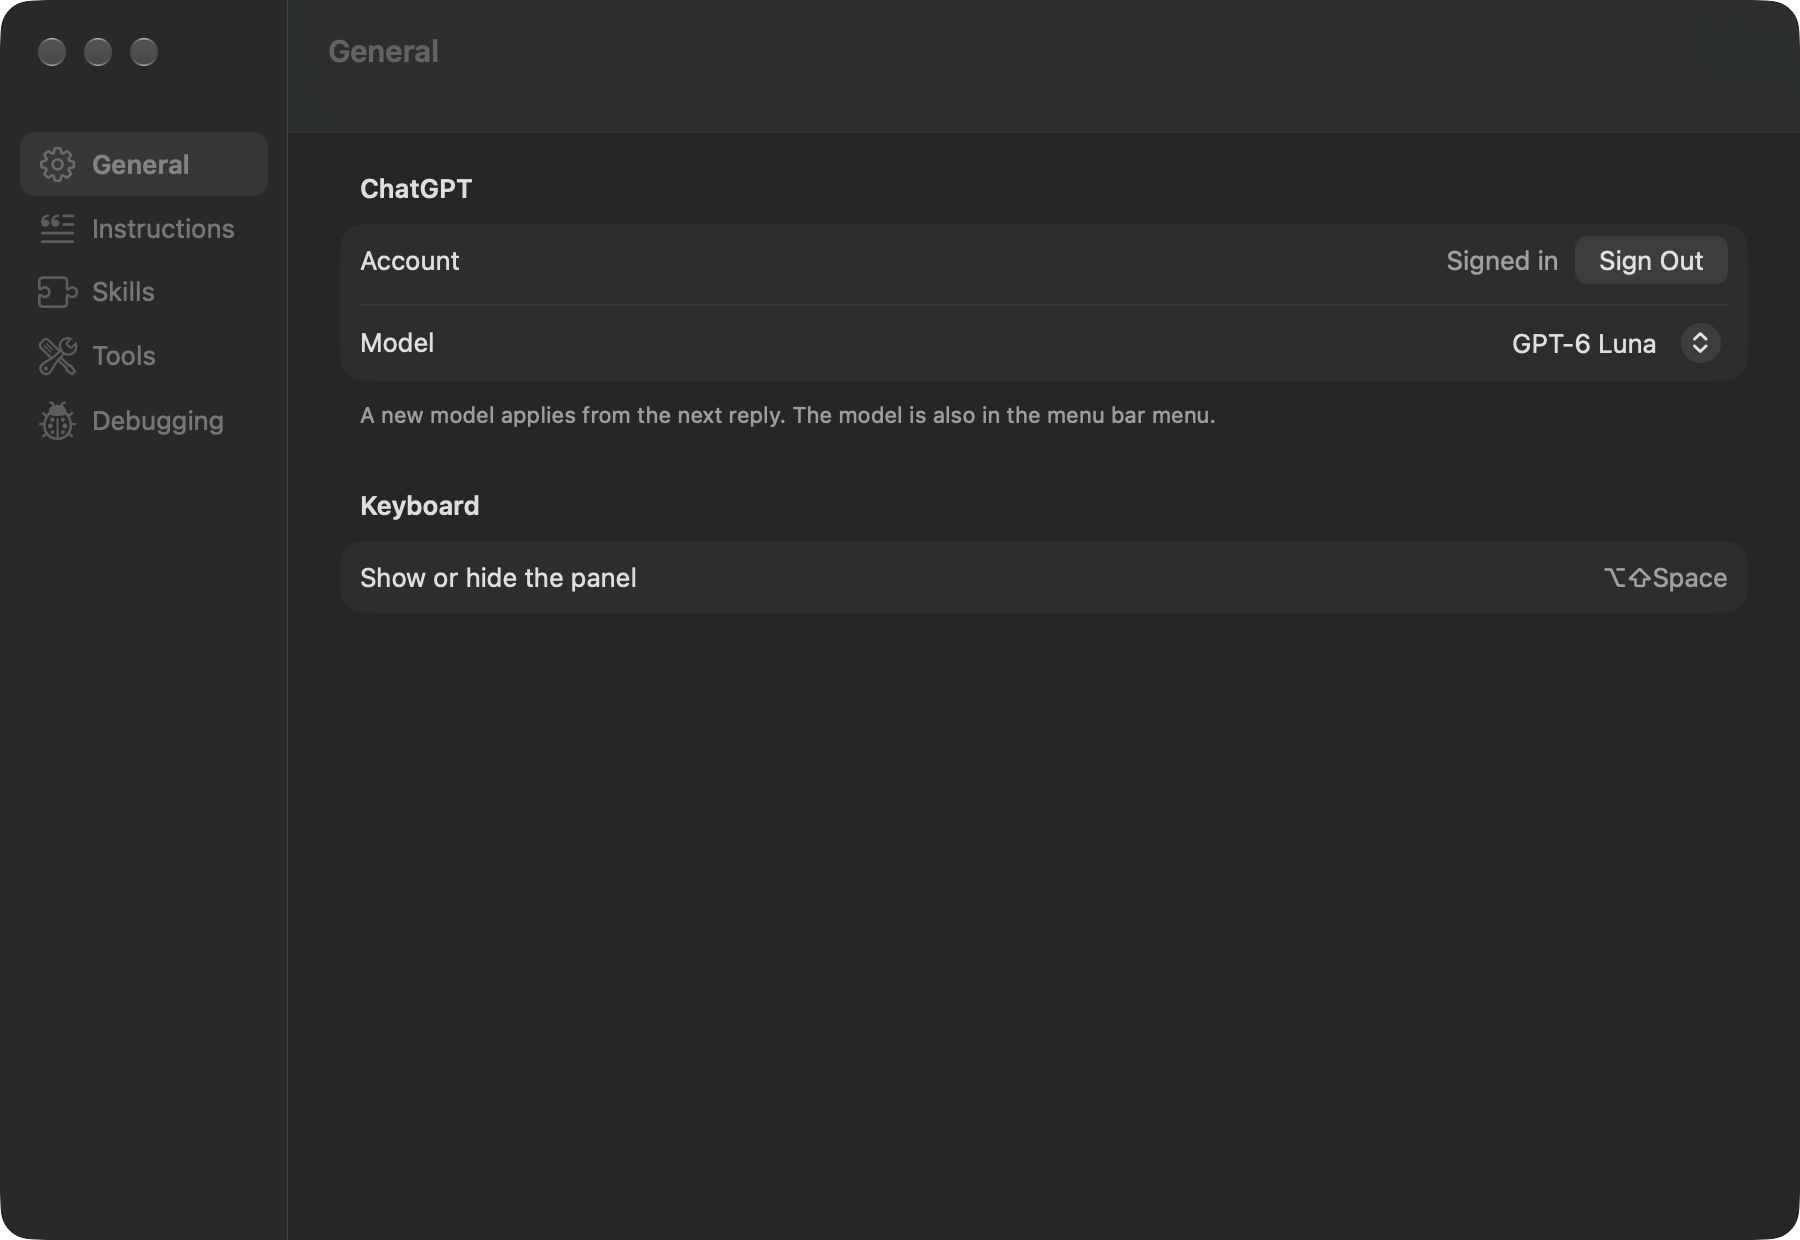 General
General
Instructions
Skills
Tools
Debugging
ChatGPT
Account Signed in Sign Out
Model GPT-6 Luna
A new model applies from the next reply. The model is also in the menu bar menu.
Keyboard
Show or hide the panel ⌥⇧Space